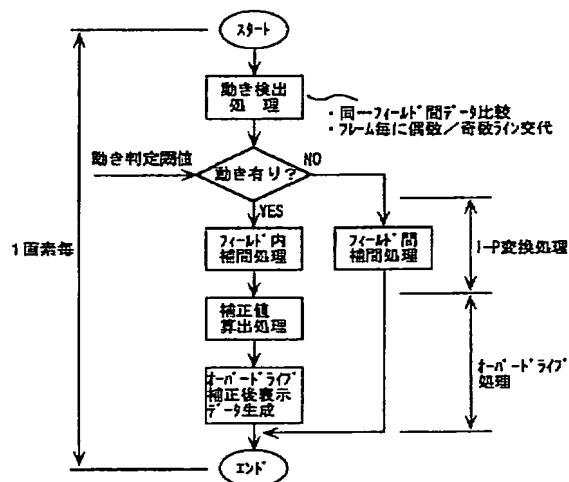 スタート
動き検出
処 理
・同一フィールド間データ比較
・フレーム毎に偶数／奇数ライン交代
動き判定閾値
動き有り？
NO
YES
1画素毎
フィールド内
補間処理
フィールド間
補間処理
I-P変換処理
補正値
算出処理
オーバードライブ
補正後表示
データ生成
オーバードライブ
処理
エンド